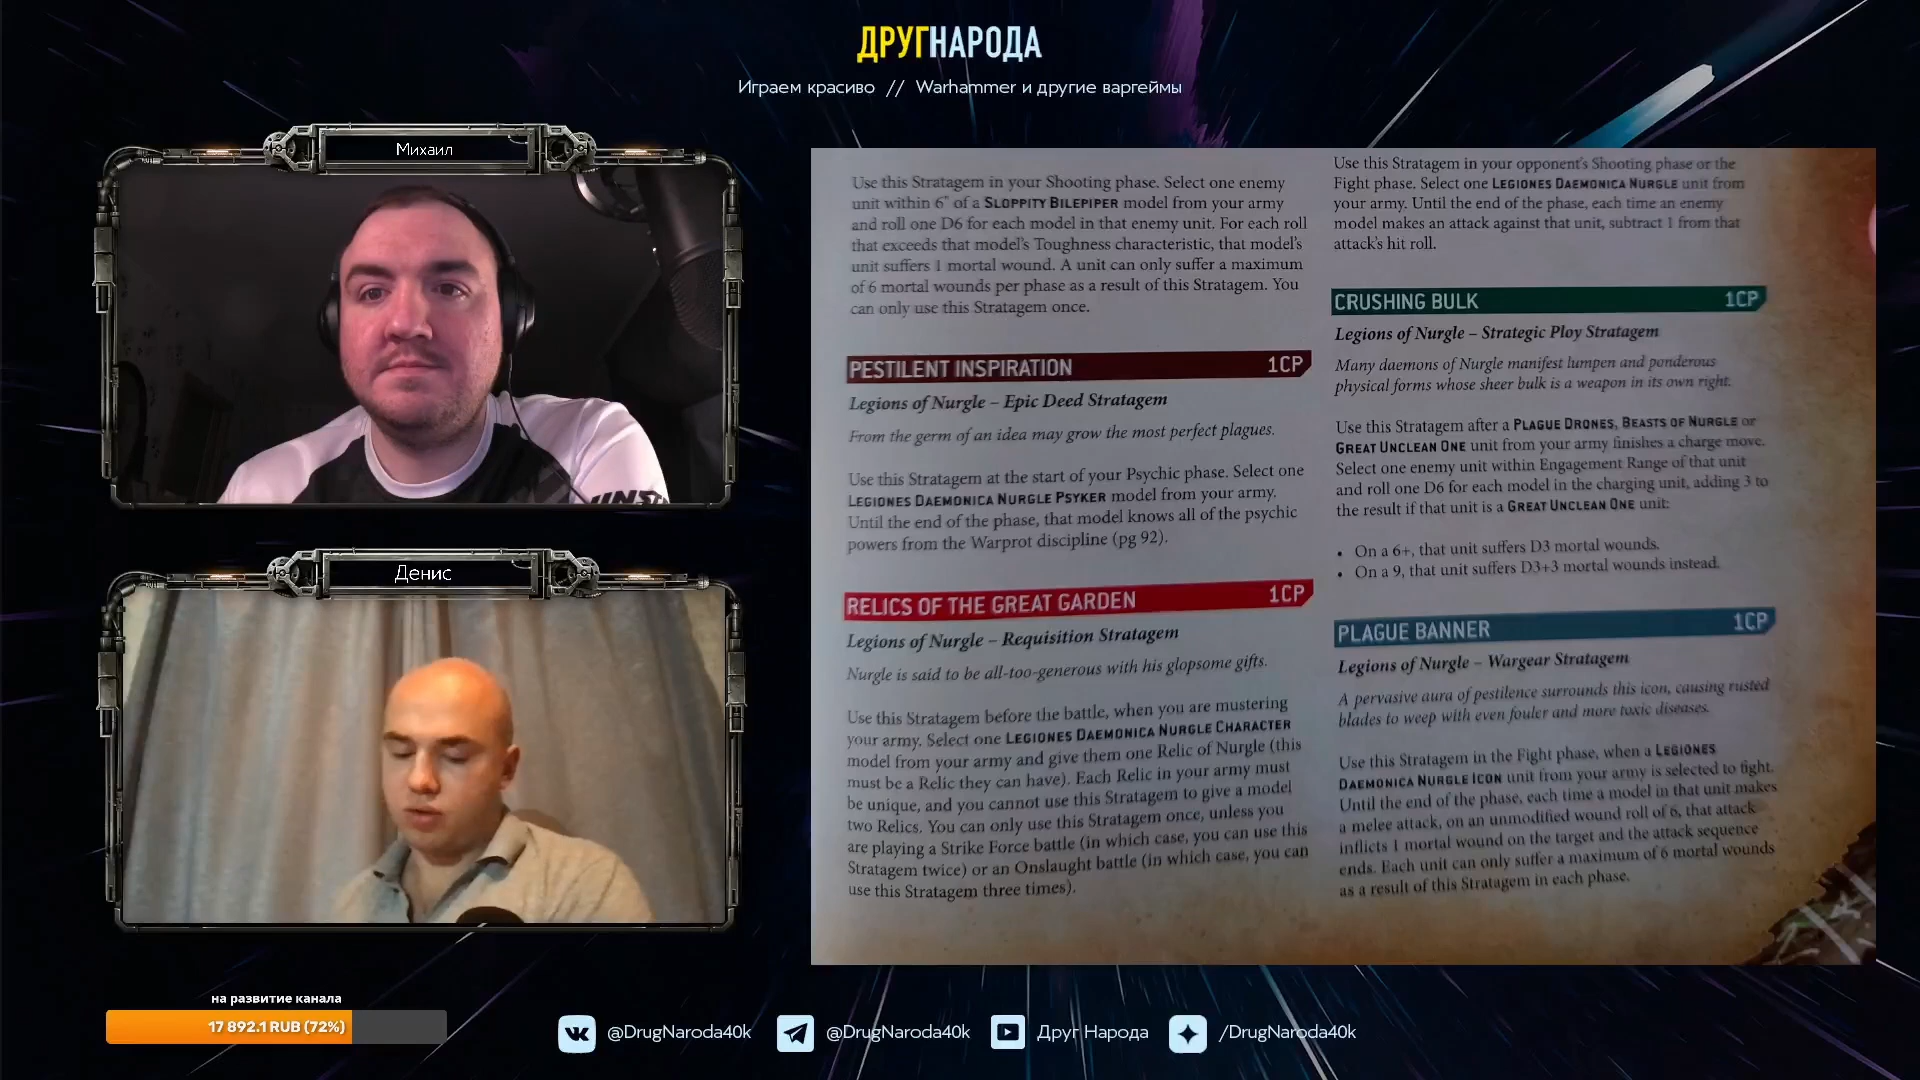 ДРУГНАРОДА
Играем красиво // Warhammer и другие варгеймы
Михаил
Денис
Use this Stratagem in your Shooting phase. Select one enemy
unit within 6" of a SLOPPITY BILEPIPER model from your army
and roll one D6 for each model in that enemy unit. For each roll
that exceeds that model's Toughness characteristic, that model's
unit suffers 1 mortal wound. A unit can only suffer a maximum
of 6 mortal wounds per phase as a result of this Stratagem. You
can only use this Stratagem once.
PESTILENT INSPIRATION 1CP
Legions of Nurgle – Epic Deed Stratagem
From the germ of an idea may grow the most perfect plagues.
Use this Stratagem at the start of your Psychic phase. Select one
LEGIONES DAEMONICA NURGLE PSYKER model from your army.
Until the end of the phase, that model knows all of the psychic
powers from the Warprot discipline (pg 92).
RELICS OF THE GREAT GARDEN 1CP
Legions of Nurgle – Requisition Stratagem
Nurgle is said to be all-too-generous with his glopsome gifts.
Use this Stratagem before the battle, when you are mustering
your army. Select one LEGIONES DAEMONICA NURGLE CHARACTER
model from your army and give them one Relic of Nurgle (this
must be a Relic they can have). Each Relic in your army must
be unique, and you cannot use this Stratagem to give a model
two Relics. You can only use this Stratagem once, unless you
are playing a Strike Force battle (in which case, you can use this
Stratagem twice) or an Onslaught battle (in which case, you can
use this Stratagem three times).
Use this Stratagem in your opponent's Shooting phase or the
Fight phase. Select one LEGIONES DAEMONICA NURGLE unit from
your army. Until the end of the phase, each time an enemy
model makes an attack against that unit, subtract 1 from that
attack's hit roll.
CRUSHING BULK 1CP
Legions of Nurgle – Strategic Ploy Stratagem
Many daemons of Nurgle manifest lumpen and ponderous
physical forms whose sheer bulk is a weapon in its own right.
Use this Stratagem after a PLAGUE DRONES, BEASTS OF NURGLE or
GREAT UNCLEAN ONE unit from your army finishes a charge move.
Select one enemy unit within Engagement Range of that unit
and roll one D6 for each model in the charging unit, adding 3 to
the result if that unit is a GREAT UNCLEAN ONE unit:
• On a 6+, that unit suffers D3 mortal wounds.
• On a 9, that unit suffers D3+3 mortal wounds instead.
PLAGUE BANNER 1CP
Legions of Nurgle – Wargear Stratagem
A pervasive aura of pestilence surrounds this icon, causing rusted
blades to weep with even fouler and more toxic diseases.
Use this Stratagem in the Fight phase, when a LEGIONES
DAEMONICA NURGLE ICON unit from your army is selected to fight.
Until the end of the phase, each time a model in that unit makes
a melee attack, on an unmodified wound roll of 6, that attack
inflicts 1 mortal wound on the target and the attack sequence
ends. Each unit can only suffer a maximum of 6 mortal wounds
as a result of this Stratagem in each phase.
на развитие канала
17 892.1 RUB (72%)
@DrugNaroda40k
@DrugNaroda40k
Друг Народа
/DrugNaroda40k